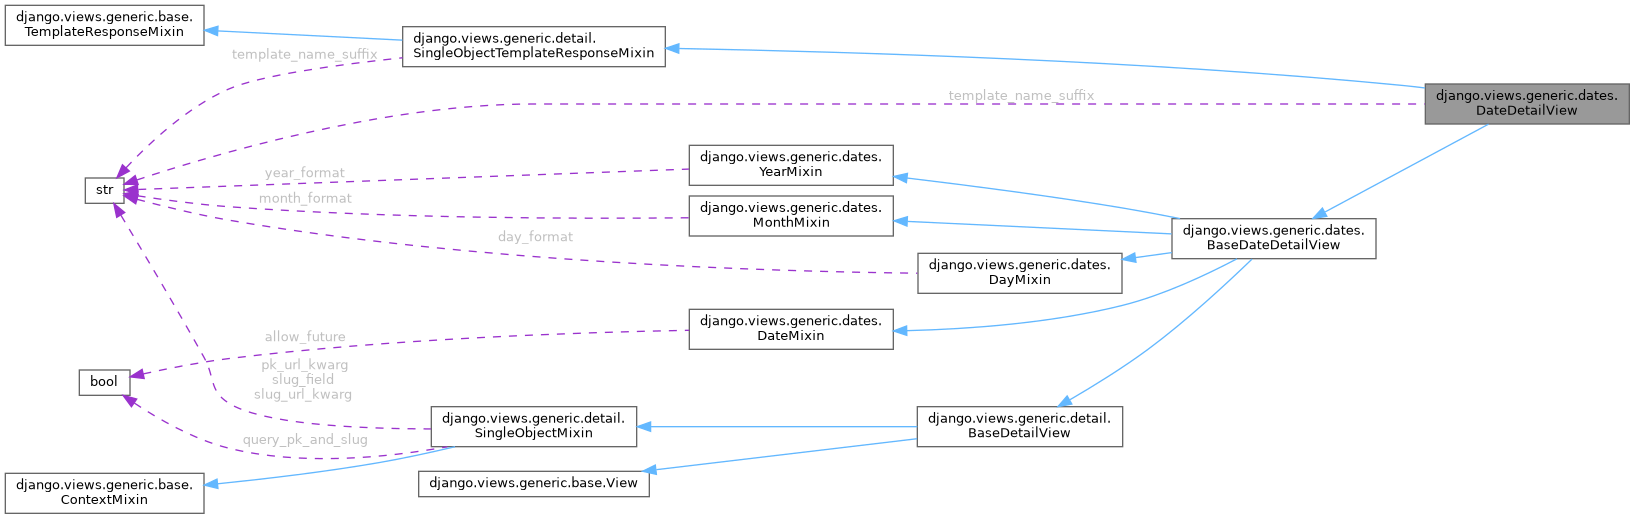 django.views.generic.base.
TemplateResponseMixin
django.views.generic.detail.
SingleObjectTemplateResponseMixin
template_name_suffix
template_name_suffix
django.views.generic.dates.
DateDetailView
django.views.generic.dates.
YearMixin
year_format
str
month_format
django.views.generic.dates.
MonthMixin
day_format
django.views.generic.dates.
BaseDateDetailView
django.views.generic.dates.
DayMixin
django.views.generic.dates.
DateMixin
allow_future
pk_url_kwarg
slug_field
slug_url_kwarg
bool
django.views.generic.detail.
SingleObjectMixin
django.views.generic.detail.
BaseDetailView
query_pk_and_slug
django.views.generic.base.
ContextMixin
django.views.generic.base.View